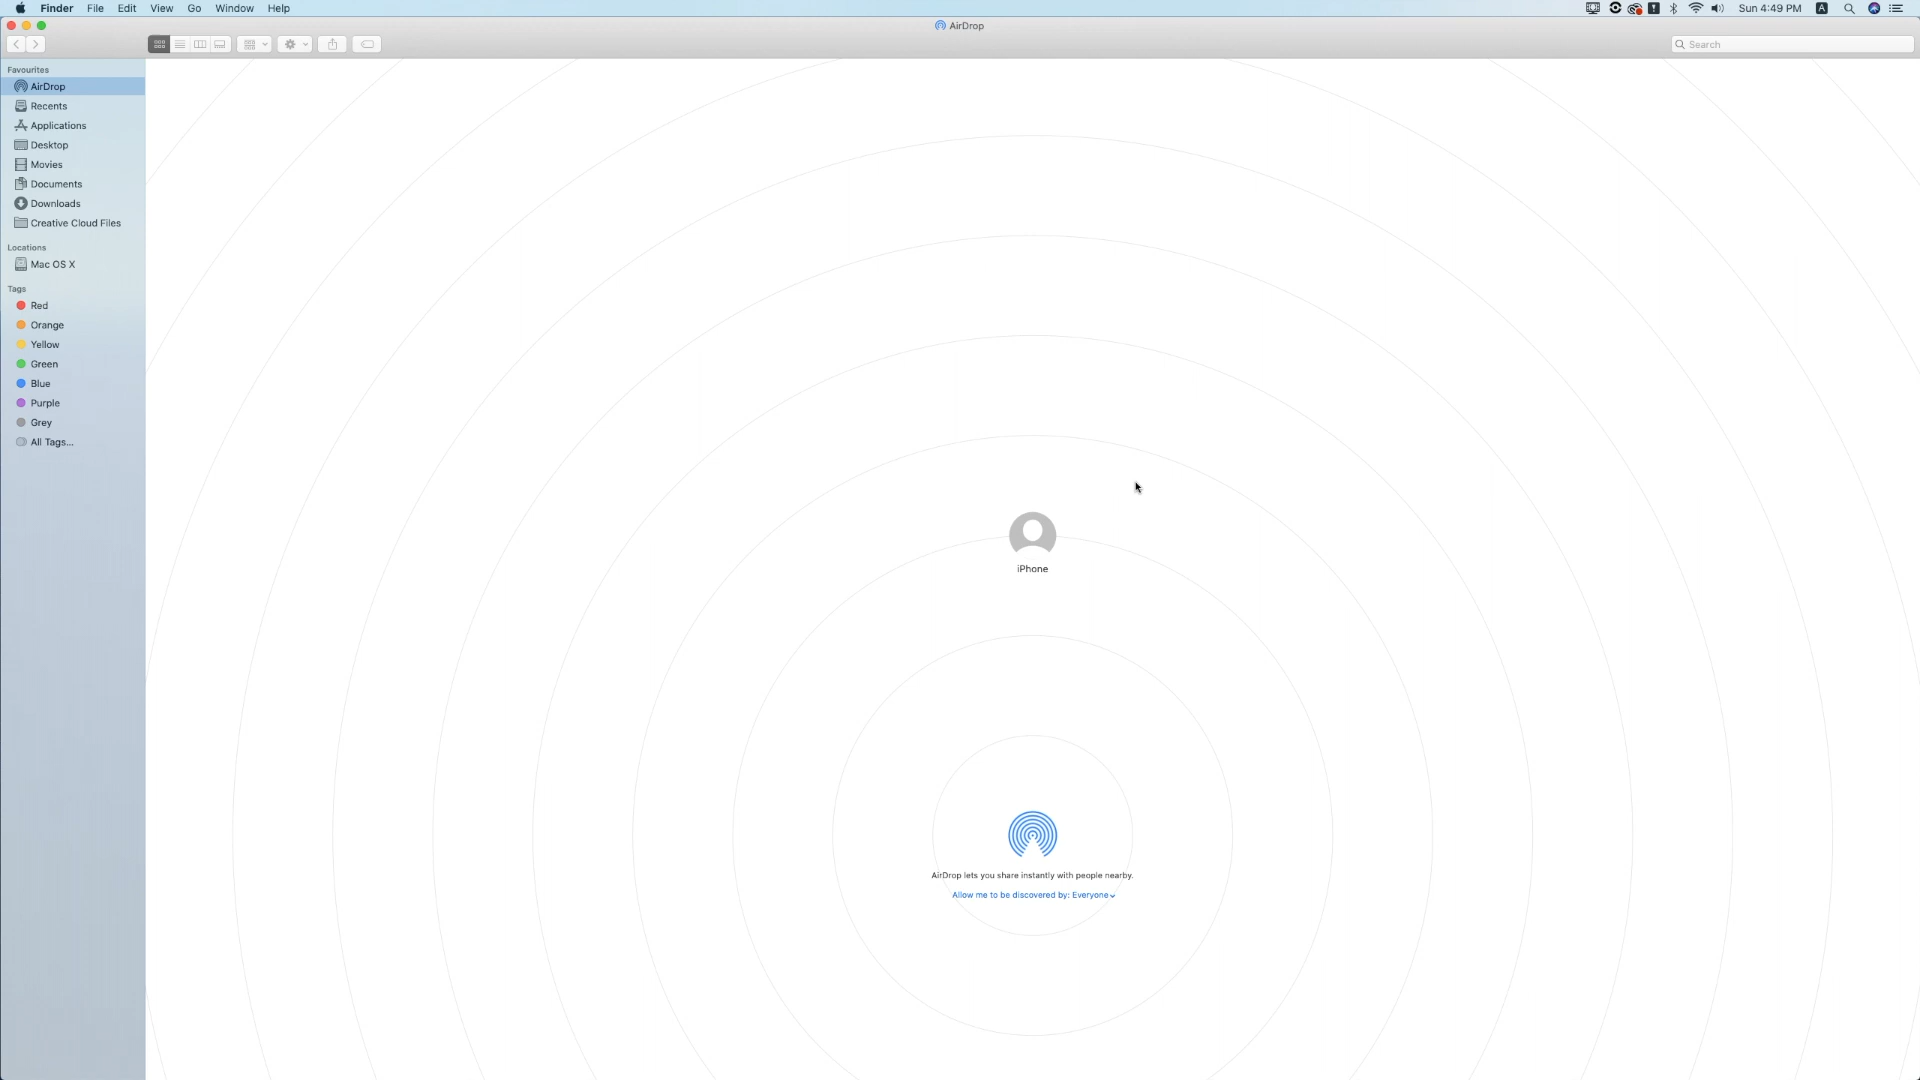 Finder File Edit View Go Window Help
Sun 4:49 PM A
AirDrop
Search
Favourites
AirDrop
Recents
Applications
Desktop
Movies
Documents
Downloads
Creative Cloud Files
Locations
Mac OS X
Tags
Red
Orange
Yellow
Green
Blue
Purple
Grey
All Tags...
iPhone
AirDrop lets you share instantly with people nearby.
Allow me to be discovered by: Everyone